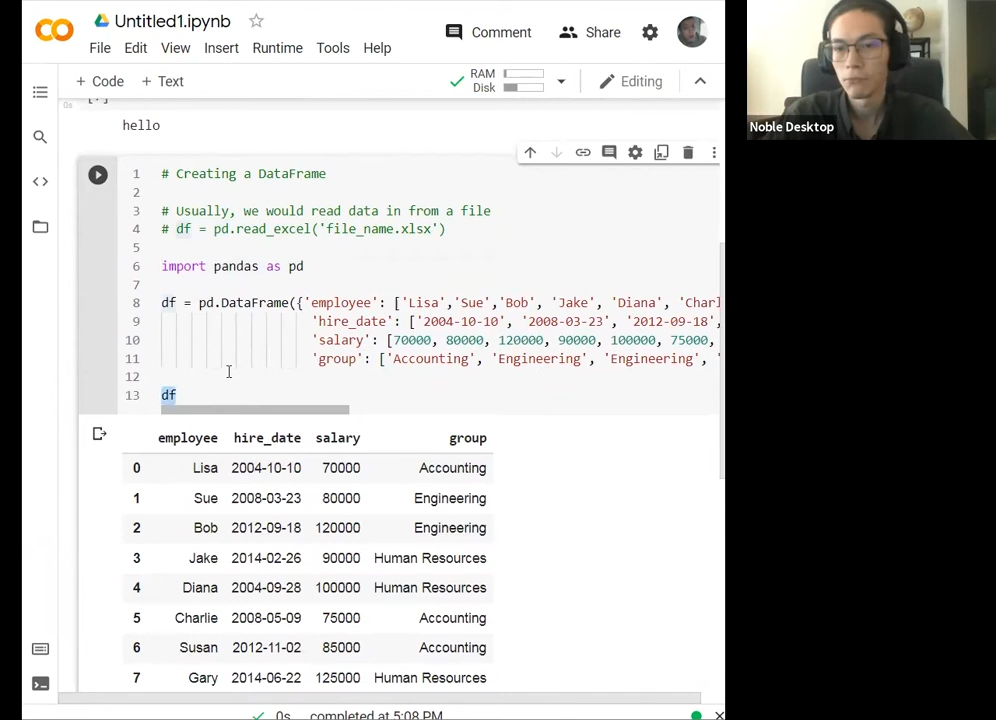 Untitled1.ipynb
File Edit View Insert Runtime Tools Help
Comment Share
+ Code + Text
RAM
Disk
Editing
Noble Desktop
0s
hello
1 # Creating a DataFrame
2
3 # Usually, we would read data in from a file
4 # df = pd.read_excel('file_name.xlsx')
5
6 import pandas as pd
7
8 df = pd.DataFrame({'employee': ['Lisa','Sue','Bob', 'Jake', 'Diana', 'Charl
9 'hire_date': ['2004-10-10', '2008-03-23', '2012-09-18',
10 'salary': [70000, 80000, 120000, 90000, 100000, 75000,
11 'group': ['Accounting', 'Engineering', 'Engineering', '
12
13 df
employee hire_date salary group
0 Lisa 2004-10-10 70000 Accounting
1 Sue 2008-03-23 80000 Engineering
2 Bob 2012-09-18 120000 Engineering
3 Jake 2014-02-26 90000 Human Resources
4 Diana 2004-09-28 100000 Human Resources
5 Charlie 2008-05-09 75000 Accounting
6 Susan 2012-11-02 85000 Accounting
7 Gary 2014-06-22 125000 Human Resources
0s completed at 5:08 PM